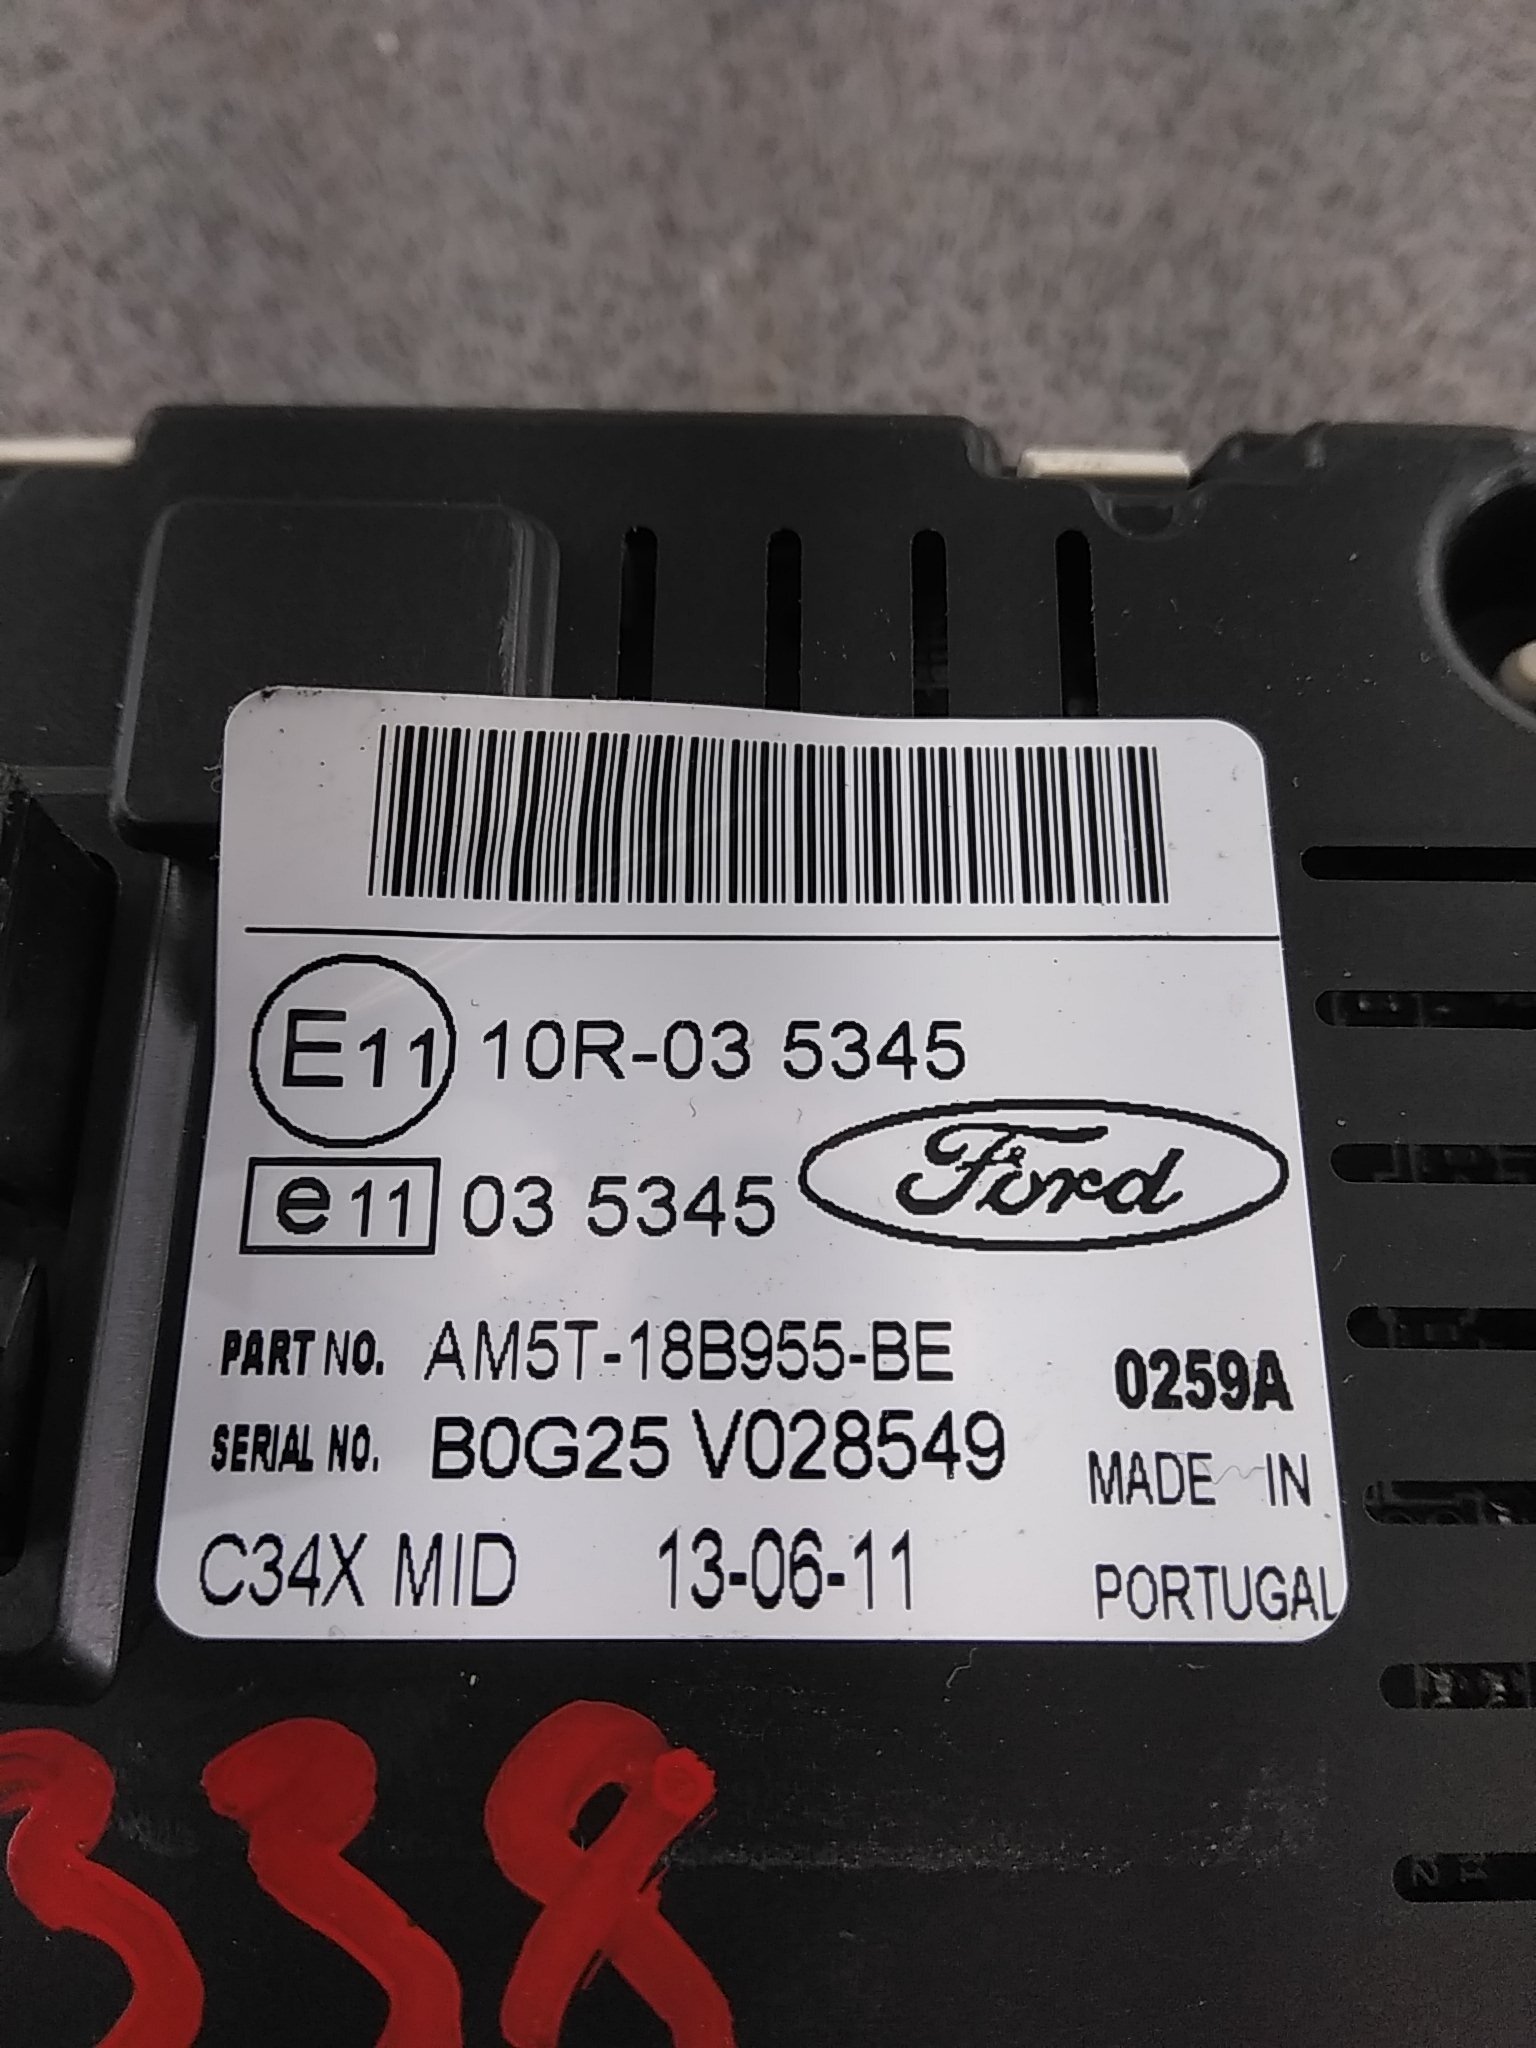 E11 10R-03 5345
e11 03 5345
Ford
PART NO. AM5T-18B955-BE
0259A
SERIAL NO. B0G25 V028549
MADE IN
C34X MID 13-06-11
PORTUGAL
338